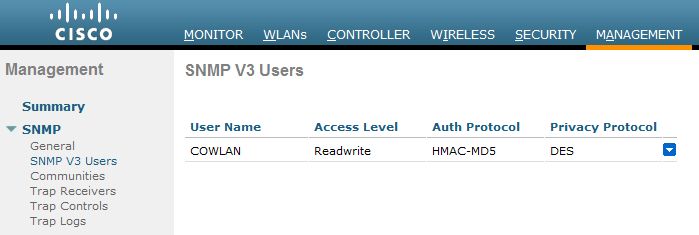 CISCO
MONITOR WLANs CONTROLLER WIRELESS SECURITY MANAGEMENT
Management
Summary
SNMP
General
SNMP V3 Users
Communities
Trap Receivers
Trap Controls
Trap Logs
SNMP V3 Users
User Name Access Level Auth Protocol Privacy Protocol
COWLAN Readwrite HMAC-MD5 DES